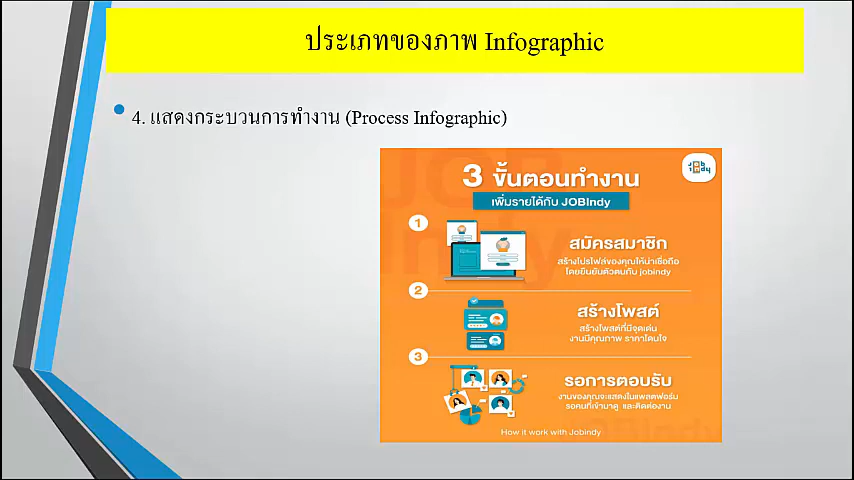 ประเภทของภาพ Infographic
4. แสดงกระบวนการทำงาน (Process Infographic)
3 ขั้นตอนทำงาน
เพิ่มรายได้กับ JOBIndy
1
สมัครสมาชิก
สร้างโปรไฟล์ของคุณให้น่าเชื่อถือ
โดยยืนยันตัวตนกับ jobindy
2
สร้างโพสต์
สร้างโพสต์ที่มีจุดเด่น
งานมีคุณภาพ ราคาโดนใจ
3
รอการตอบรับ
งานของคุณจะแสดงในแพลตฟอร์ม
รอคนที่เข้ามาดู และติดต่องาน
How it work with Jobindy